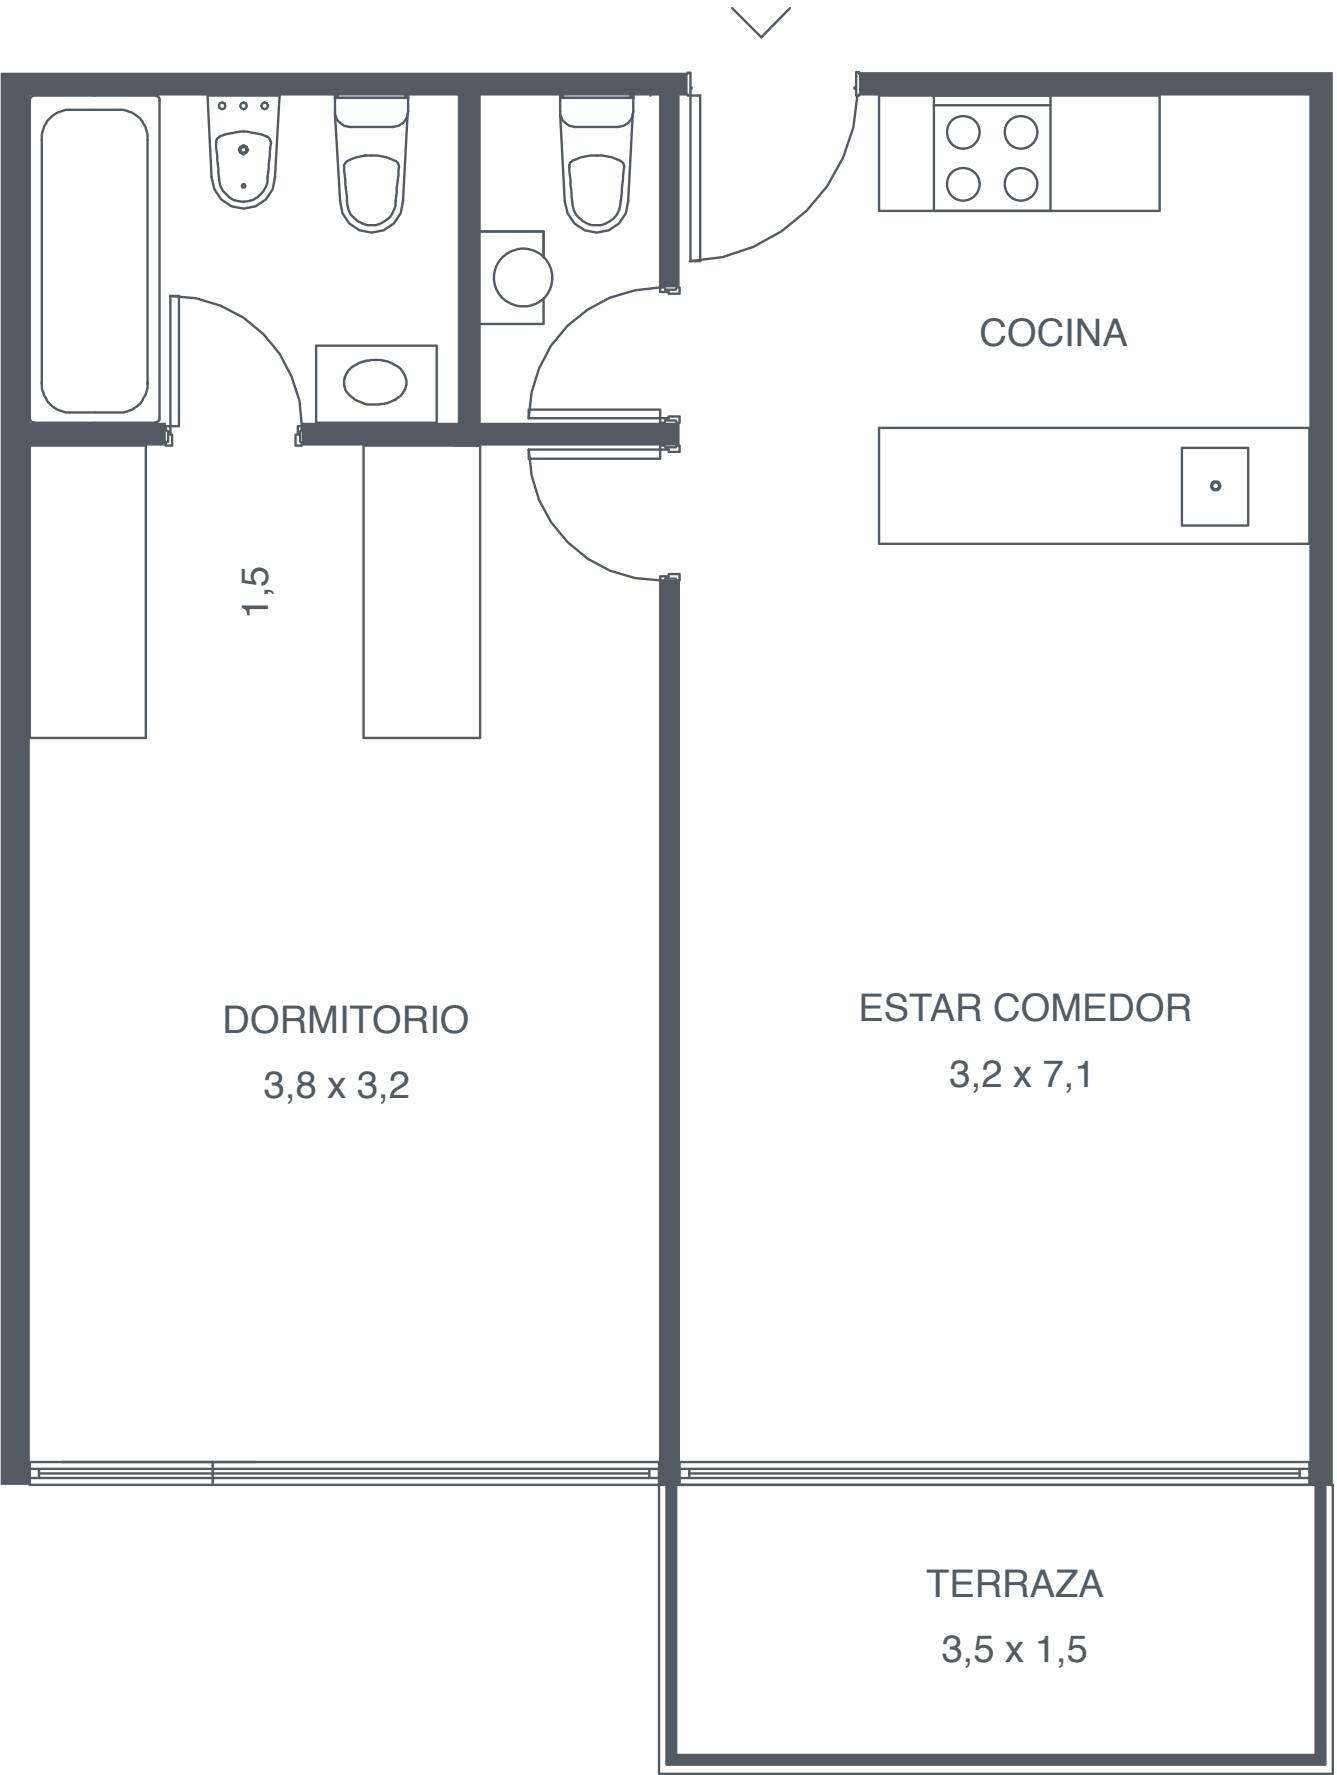 COCINA
1,5
DORMITORIO
3,8 x 3,2
ESTAR COMEDOR
3,2 x 7,1
TERRAZA
3,5 x 1,5